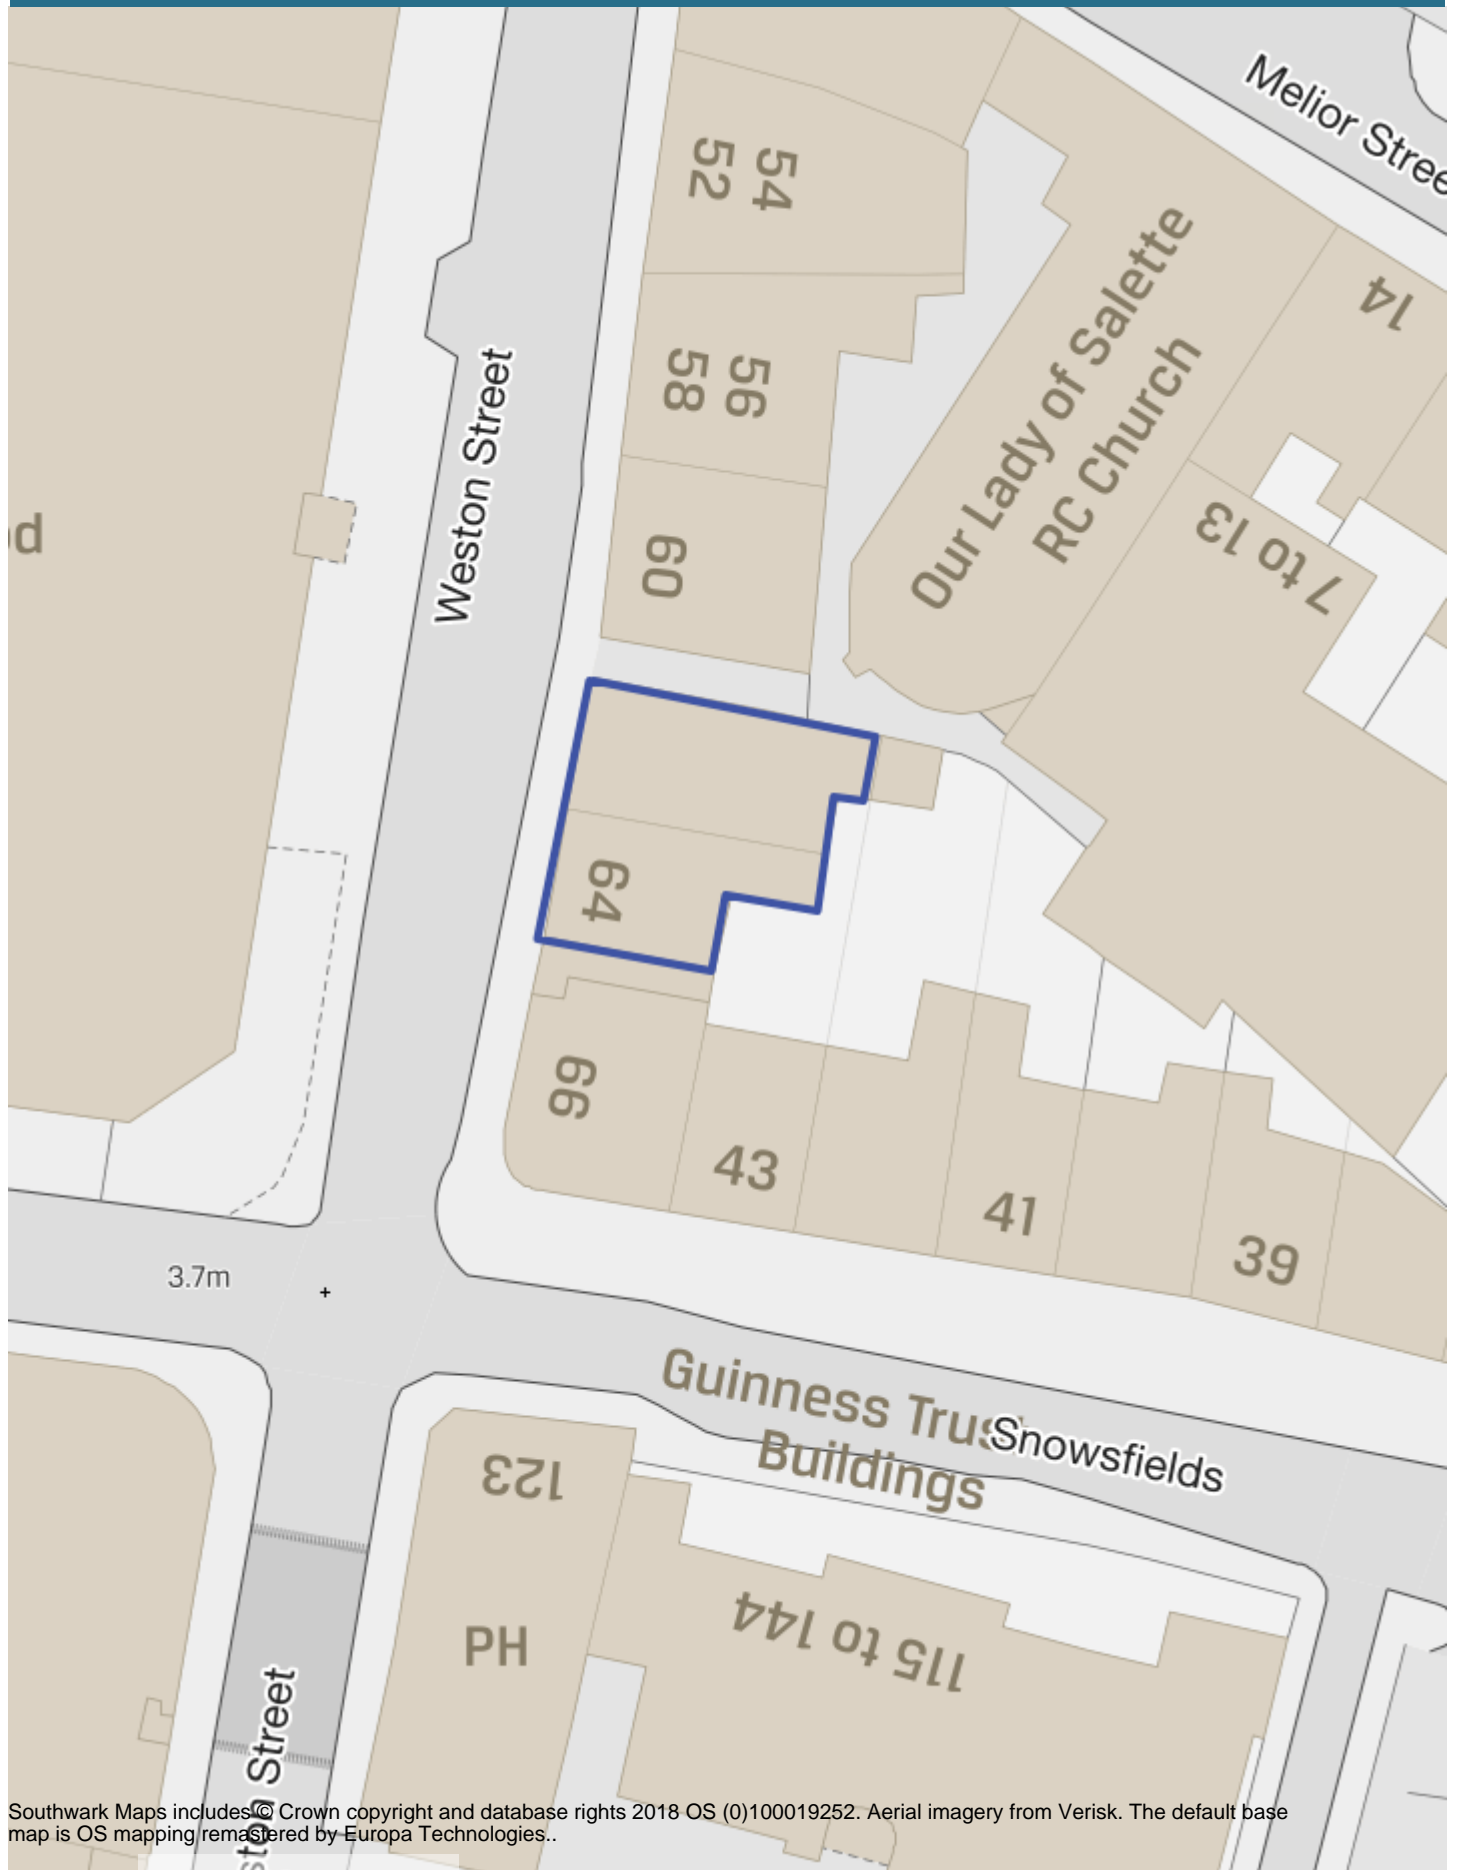 Melior Stree
52
54
58
56
Our Lady of Salette
RC Church
14
Weston Street
60
7 to 13
d
64
66
43
41
39
3.7m
Guinness Trus
Buildings
Snowsfields
123
PH
115 to 144
ston Street
Southwark Maps includes © Crown copyright and database rights 2018 OS (0)100019252. Aerial imagery from Verisk. The default base
map is OS mapping remastered by Europa Technologies..